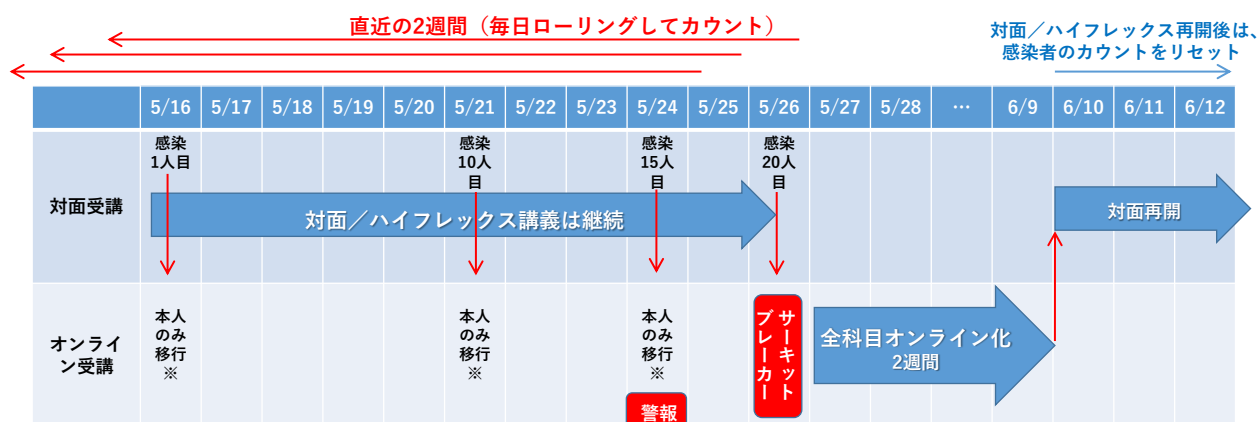 直近の2週間（毎日ローリングしてカウント）
対面／ハイフレックス再開後は、
感染者のカウントをリセット
5/16 5/17 5/18 5/19 5/20 5/21 5/22 5/23 5/24 5/25 5/26 5/27 5/28 … 6/9 6/10 6/11 6/12
対面受講
感染
1人目
感染
10人
目
感染
15人
目
感染
20人
目
対面／ハイフレックス講義は継続
対面再開
オンライ
ン受講
本人
のみ
移行
※
本人
のみ
移行
※
本人
のみ
移行
※
警報
サーキット
ブレーカー
全科目オンライン化
2週間